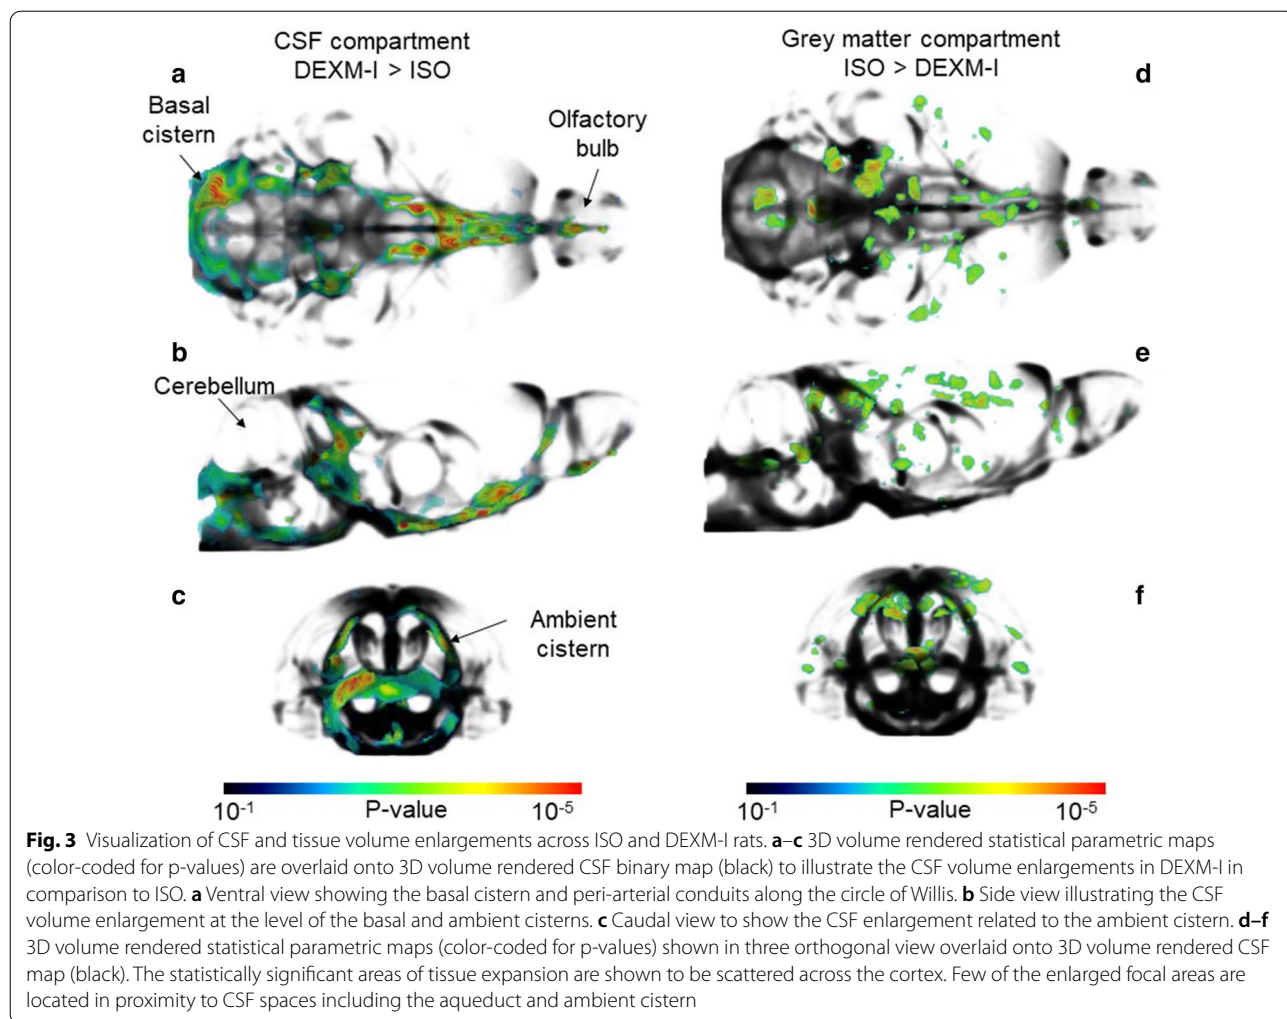 CSF compartment
DEXM-I > ISO
Grey matter compartment
ISO > DEXM-I
a
d
Basal
cistern
Olfactory
bulb
b
e
Cerebellum
c
f
Ambient
cistern
10-1 P-value 10-5
10-1 P-value 10-5
Fig. 3 Visualization of CSF and tissue volume enlargements across ISO and DEXM-I rats. a–c 3D volume rendered statistical parametric maps
(color-coded for p-values) are overlaid onto 3D volume rendered CSF binary map (black) to illustrate the CSF volume enlargements in DEXM-I in
comparison to ISO. a Ventral view showing the basal cistern and peri-arterial conduits along the circle of Willis. b Side view illustrating the CSF
volume enlargement at the level of the basal and ambient cisterns. c Caudal view to show the CSF enlargement related to the ambient cistern. d–f
3D volume rendered statistical parametric maps (color-coded for p-values) shown in three orthogonal view overlaid onto 3D volume rendered CSF
map (black). The statistically significant areas of tissue expansion are shown to be scattered across the cortex. Few of the enlarged focal areas are
located in proximity to CSF spaces including the aqueduct and ambient cistern